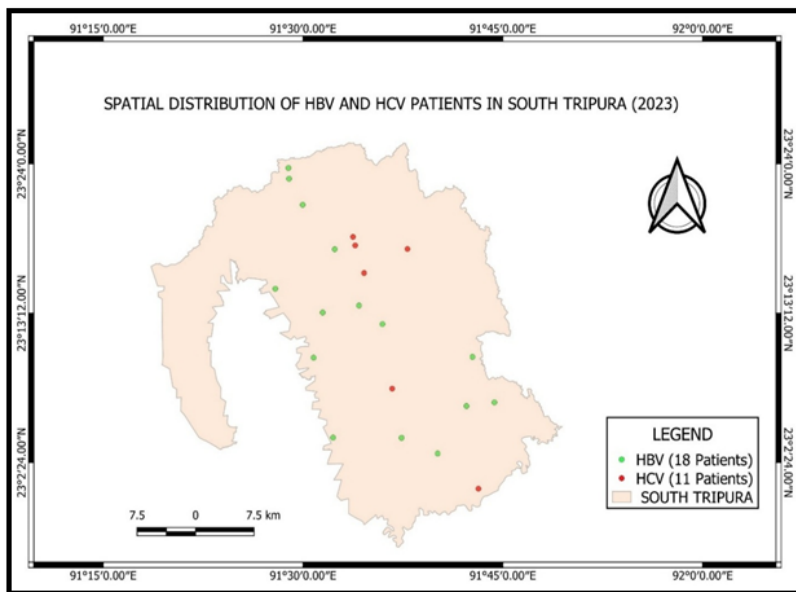 91°15'0.00"E 91°30'0.00"E 91°45'0.00"E 92°0'0.00"E
SPATIAL DISTRIBUTION OF HBV AND HCV PATIENTS IN SOUTH TRIPURA (2023)
23°24'0.00"N 23°24'0.00"N
23°13'12.00"N 23°13'12.00"N
23°2'24.00"N 23°2'24.00"N
LEGEND
HBV (18 Patients)
HCV (11 Patients)
SOUTH TRIPURA
7.5 0 7.5 km
91°15'0.00"E 91°30'0.00"E 91°45'0.00"E 92°0'0.00"E